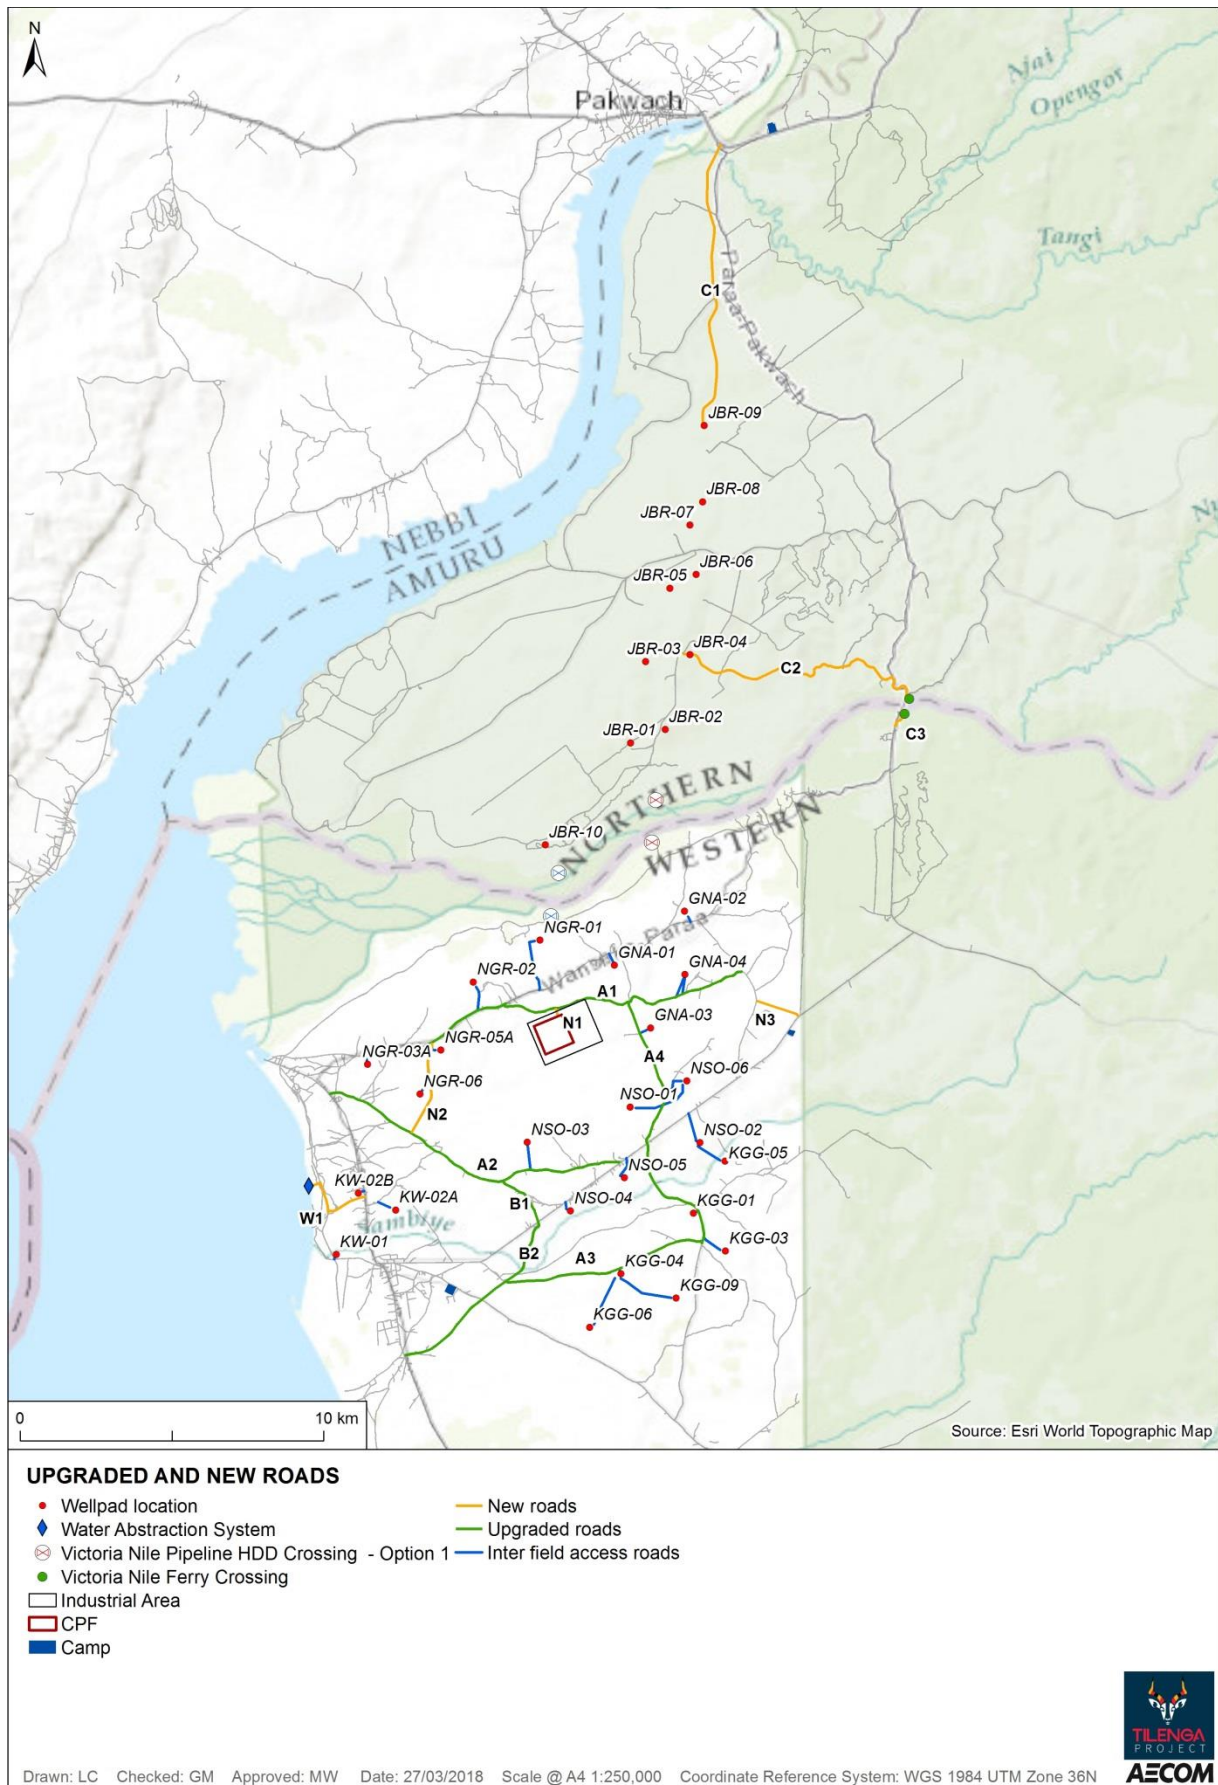 N
Pakwach
Ajai
Opengor
Tangi
C1
Paraa-Pakwach
JBR-09
JBR-08
JBR-07
NEBBI
AMURU
JBR-06
JBR-05
JBR-03
JBR-04
C2
JBR-02
JBR-01
C3
NORTHERN
WESTERN
JBR-10
GNA-02
NGR-01
GNA-01
GNA-04
NGR-02
A1
N1
GNA-03
N3
NGR-05A
NGR-03A
A4
NSO-06
NGR-06
NSO-01
N2
NSO-03
NSO-02
A2
KGG-05
NSO-05
KW-02B
KW-02A
B1
NSO-04
KGG-01
W1
Sambiye
KW-01
B2
A3
KGG-04
KGG-03
KGG-09
KGG-06
0
10 km
Source: Esri World Topographic Map
UPGRADED AND NEW ROADS
Wellpad location
Water Abstraction System
Victoria Nile Pipeline HDD Crossing - Option 1
Victoria Nile Ferry Crossing
Industrial Area
CPF
Camp
New roads
Upgraded roads
Inter field access roads
TILENGA
PROJECT
AECOM
Drawn: LC Checked: GM Approved: MW Date: 27/03/2018 Scale @ A4 1:250,000 Coordinate Reference System: WGS 1984 UTM Zone 36N